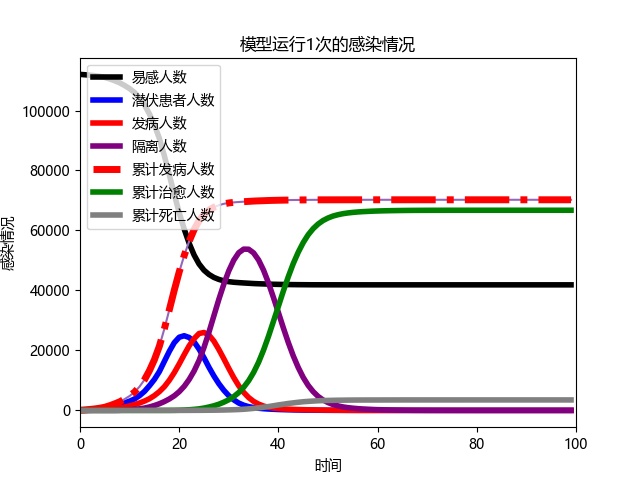 模型运行1次的感染情况
易感人数
潜伏患者人数
发病人数
隔离人数
累计发病人数
累计治愈人数
累计死亡人数
感染情况
100000
80000
60000
40000
20000
0
0 20 40 60 80 100
时间